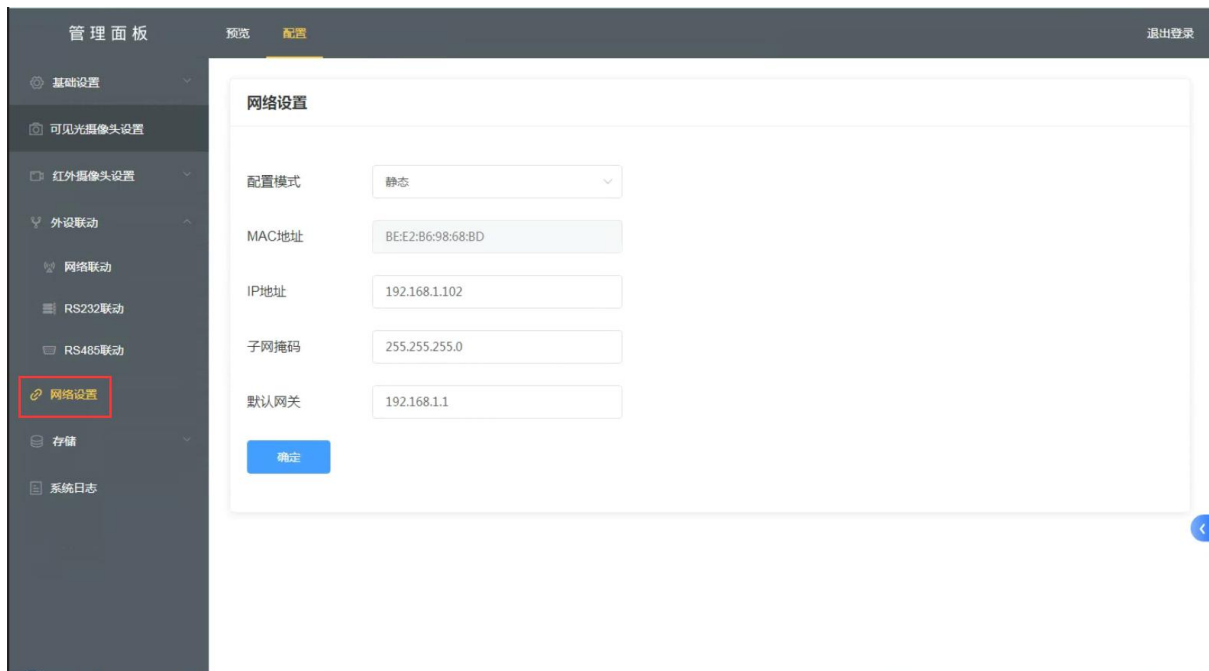 管理面板
预览 配置 退出登录
基础设置
可见光摄像头设置
红外摄像头设置
外设联动
网络联动
RS232联动
RS485联动
网络设置
存储
系统日志
网络设置
配置模式 静态
MAC地址 BE:E2:B6:98:68:BD
IP地址 192.168.1.102
子网掩码 255.255.255.0
默认网关 192.168.1.1
确定